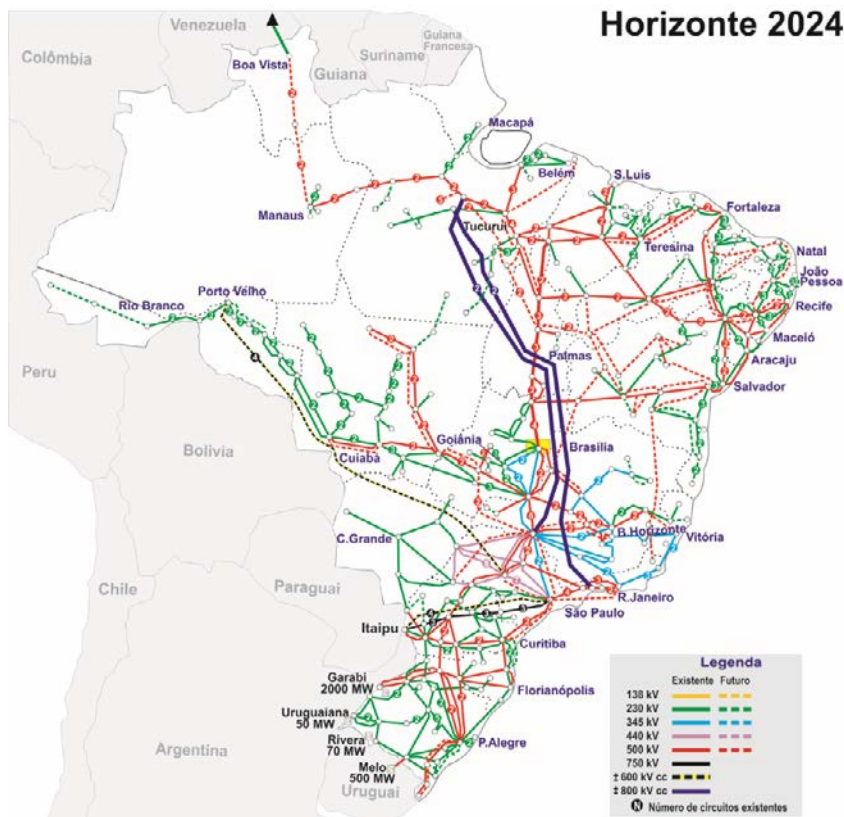 Horizonte 2024
Venezuela
Guiana
Francesa
Suriname
Colômbia
Boa Vista
Guiana
Macapá
Belém
S.Luis
Manaus
Fortaleza
Tucuruí
Teresina
Natal
João
Pessoa
Porto Velho
Rio Branco
Recife
Palmas
Maceió
Aracaju
Peru
Salvador
Bolivia
Goiânia
Brasília
Cuiabá
B.Horizonte
Vitória
C.Grande
Chile
Paraguai
R.Janeiro
São Paulo
Itaipu
Curitiba
Garabi
2000 MW
Florianópolis
Uruguaiana
50 MW
Rivera
70 MW
P.Alegre
Melo
500 MW
Argentina
Uruguai
Legenda
Existente Futuro
138 kV
230 kV
345 kV
440 kV
500 kV
750 kV
± 600 kV cc
± 800 kV cc
N Número de circuitos existentes